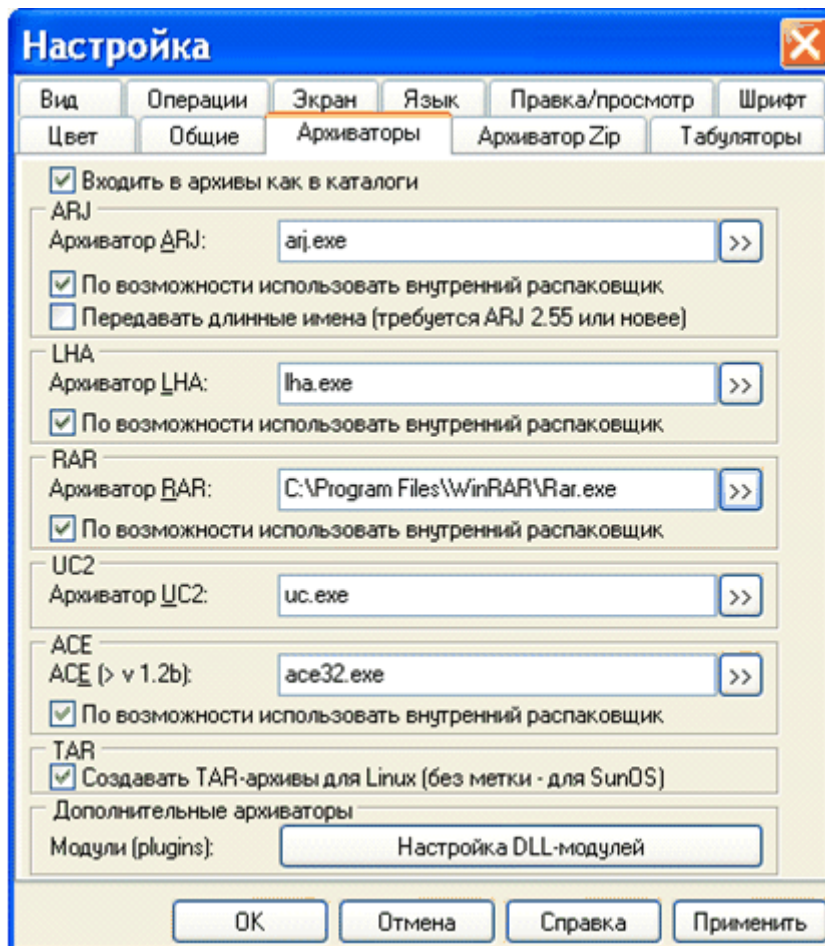 Настройка
Вид Операции Экран Язык Правка/просмотр Шрифт
Цвет Общие Архиваторы Архиватор Zip Табуляторы
Входить в архивы как в каталоги
ARJ
Архиватор ARJ: arj.exe >>
По возможности использовать внутренний распаковщик
Передавать длинные имена (требуется ARJ 2.55 или новее)
LHA
Архиватор LHA: lha.exe >>
По возможности использовать внутренний распаковщик
RAR
Архиватор RAR: C:\Program Files\WinRAR\Rar.exe >>
По возможности использовать внутренний распаковщик
UC2
Архиватор UC2: uc.exe >>
ACE
ACE (> v 1.2b): ace32.exe >>
По возможности использовать внутренний распаковщик
TAR
Создавать TAR-архивы для Linux (без метки - для SunOS)
Дополнительные архиваторы
Модули (plugins): Настройка DLL-модулей
OK Отмена Справка Применить